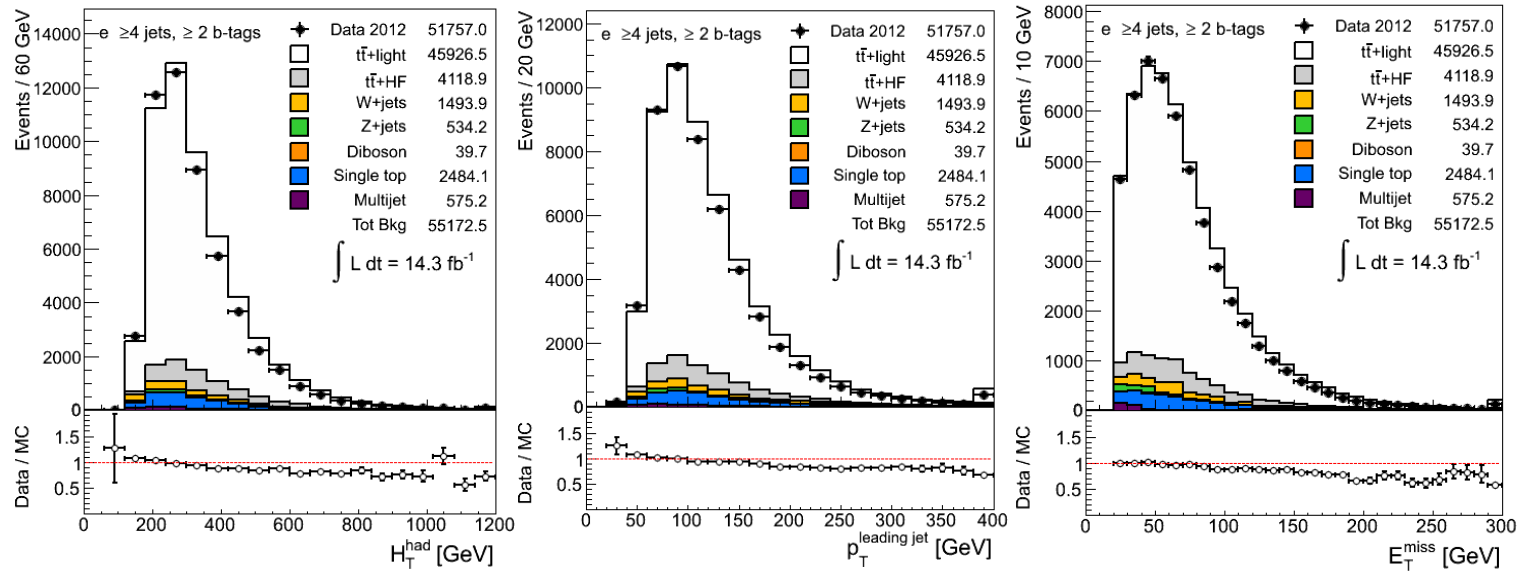 Events / 60 GeV
14000
12000
10000
8000
6000
4000
2000
0
e ≥4 jets, ≥ 2 b-tags
Data 2012 51757.0
tt̄+light 45926.5
tt̄+HF 4118.9
W+jets 1493.9
Z+jets 534.2
Diboson 39.7
Single top 2484.1
Multijet 575.2
Tot Bkg 55172.5
∫ L dt = 14.3 fb⁻¹
Data / MC
1.5
1
0.5
0 200 400 600 800 1000 1200
H_T^had [GeV]
Events / 20 GeV
12000
10000
8000
6000
4000
2000
0
e ≥4 jets, ≥ 2 b-tags
Data 2012 51757.0
tt̄+light 45926.5
tt̄+HF 4118.9
W+jets 1493.9
Z+jets 534.2
Diboson 39.7
Single top 2484.1
Multijet 575.2
Tot Bkg 55172.5
∫ L dt = 14.3 fb⁻¹
Data / MC
1.5
1
0.5
0 50 100 150 200 250 300 350 400
p_T^leading jet [GeV]
Events / 10 GeV
8000
7000
6000
5000
4000
3000
2000
1000
0
e ≥4 jets, ≥ 2 b-tags
Data 2012 51757.0
tt̄+light 45926.5
tt̄+HF 4118.9
W+jets 1493.9
Z+jets 534.2
Diboson 39.7
Single top 2484.1
Multijet 575.2
Tot Bkg 55172.5
∫ L dt = 14.3 fb⁻¹
Data / MC
1.5
1
0.5
0 50 100 150 200 250 300
E_T^miss [GeV]